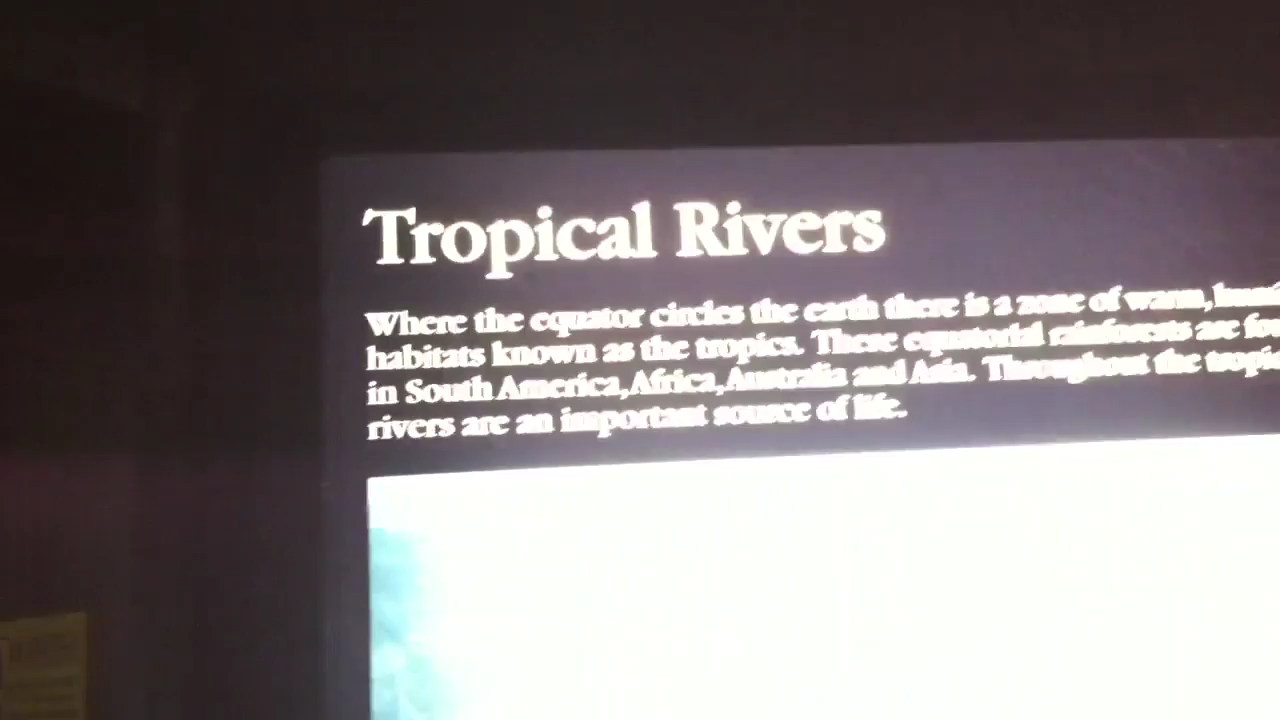 Tropical Rivers
Where the equator circles the earth there is a zone of warm,
habitats known as the tropics. These equatorial rainforests are
in South America, Africa, Australia and Asia. Throughout the
rivers are an important source of life.